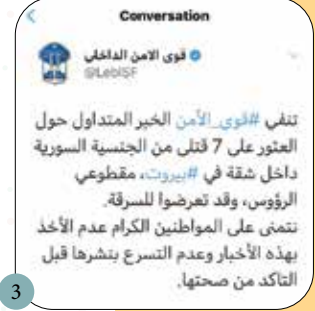 Conversation
قوى الامن الداخلي
@LebISF
تنفي #قوى_الأمن الخبر المتداول حول
العثور على 7 قتلى من الجنسية السورية
داخل شقة في #بيروت، مقطوعي
الرؤوس، وقد تعرضوا للسرقة.
نتمنى على المواطنين الكرام عدم الأخذ
بهذه الأخبار وعدم التسرع بنشرها قبل
التاكد من صحتها.
3